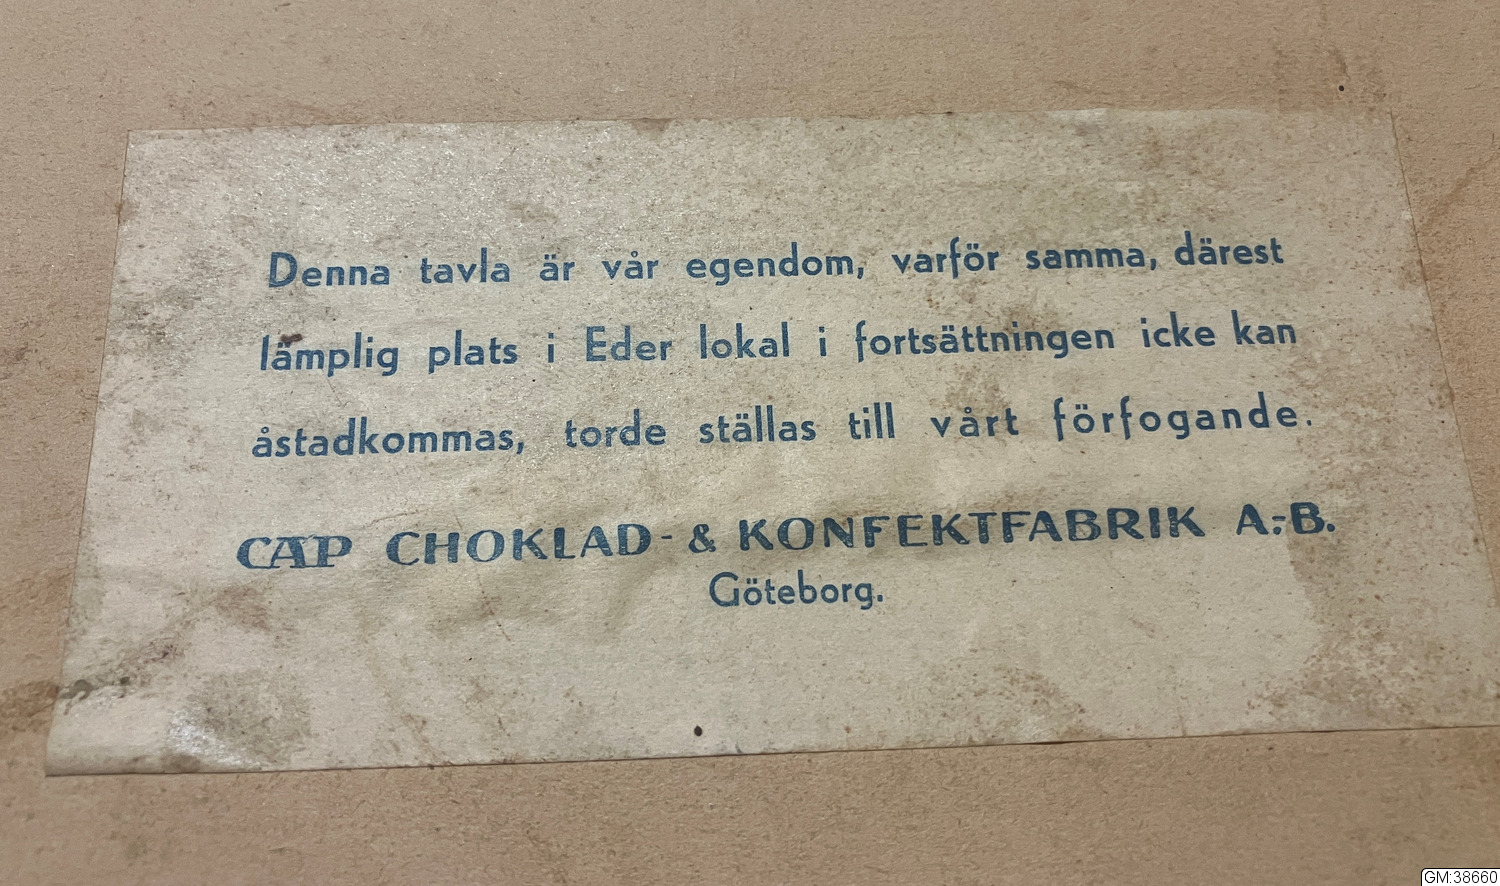 Denna tavla är vår egendom, varför samma, därest
lämplig plats i Eder lokal i fortsättningen icke kan
åstadkommas, torde ställas till vårt förfogande.
CAP CHOKLAD- & KONFEKTFABRIK A.-B.
Göteborg.
GM:38660